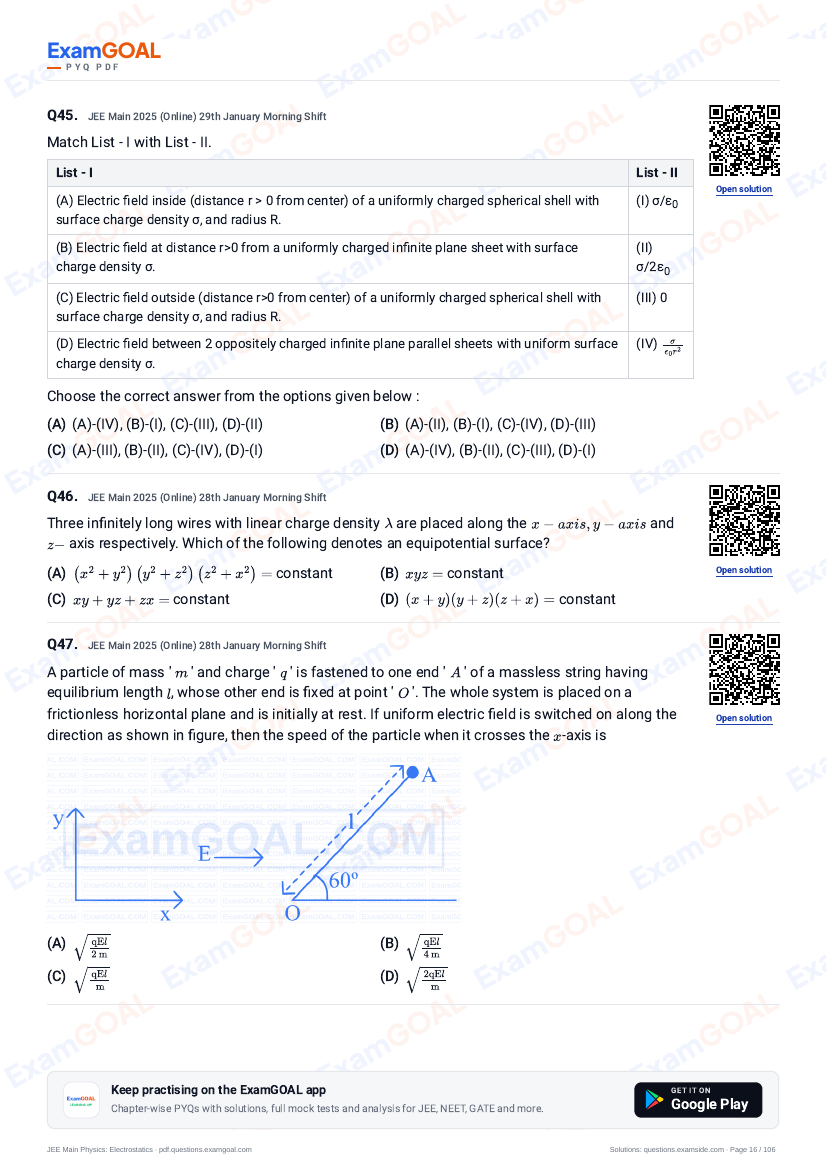 ExamGOAL
PYQ PDF
Q45. JEE Main 2025 (Online) 29th January Morning Shift
Match List - I with List - II.
Open solution
List - I List - II
(A) Electric field inside (distance r > 0 from center) of a uniformly charged spherical shell with (I) σ/ε₀
surface charge density σ, and radius R.
(B) Electric field at distance r>0 from a uniformly charged infinite plane sheet with surface (II)
charge density σ. σ/2ε₀
(C) Electric field outside (distance r>0 from center) of a uniformly charged spherical shell with (III) 0
surface charge density σ, and radius R.
(D) Electric field between 2 oppositely charged infinite plane parallel sheets with uniform surface (IV) σ/ϵ₀r²
charge density σ.
Choose the correct answer from the options given below :
(A) (A)-(IV), (B)-(I), (C)-(III), (D)-(II) (B) (A)-(II), (B)-(I), (C)-(IV), (D)-(III)
(C) (A)-(III), (B)-(II), (C)-(IV), (D)-(I) (D) (A)-(IV), (B)-(II), (C)-(III), (D)-(I)
Q46. JEE Main 2025 (Online) 28th January Morning Shift
Three infinitely long wires with linear charge density λ are placed along the x − axis, y − axis and
z− axis respectively. Which of the following denotes an equipotential surface?
Open solution
(A) (x² + y²) (y² + z²) (z² + x²) = constant (B) xyz = constant
(C) xy + yz + zx = constant (D) (x + y)(y + z)(z + x) = constant
Q47. JEE Main 2025 (Online) 28th January Morning Shift
A particle of mass ' m ' and charge ' q ' is fastened to one end ' A ' of a massless string having
equilibrium length l, whose other end is fixed at point ' O '. The whole system is placed on a
frictionless horizontal plane and is initially at rest. If uniform electric field is switched on along the
direction as shown in figure, then the speed of the particle when it crosses the x-axis is
Open solution
A
y
l
E
60°
x
O
ExamGOAL.COM
(A) √(qEl/2 m) (B) √(qEl/4 m)
(C) √(qEl/m) (D) √(2qEl/m)
Keep practising on the ExamGOAL app
Chapter-wise PYQs with solutions, full mock tests and analysis for JEE, NEET, GATE and more.
GET IT ON
Google Play
JEE Main Physics: Electrostatics · pdf.questions.examgoal.com Solutions: questions.examside.com · Page 16 / 106